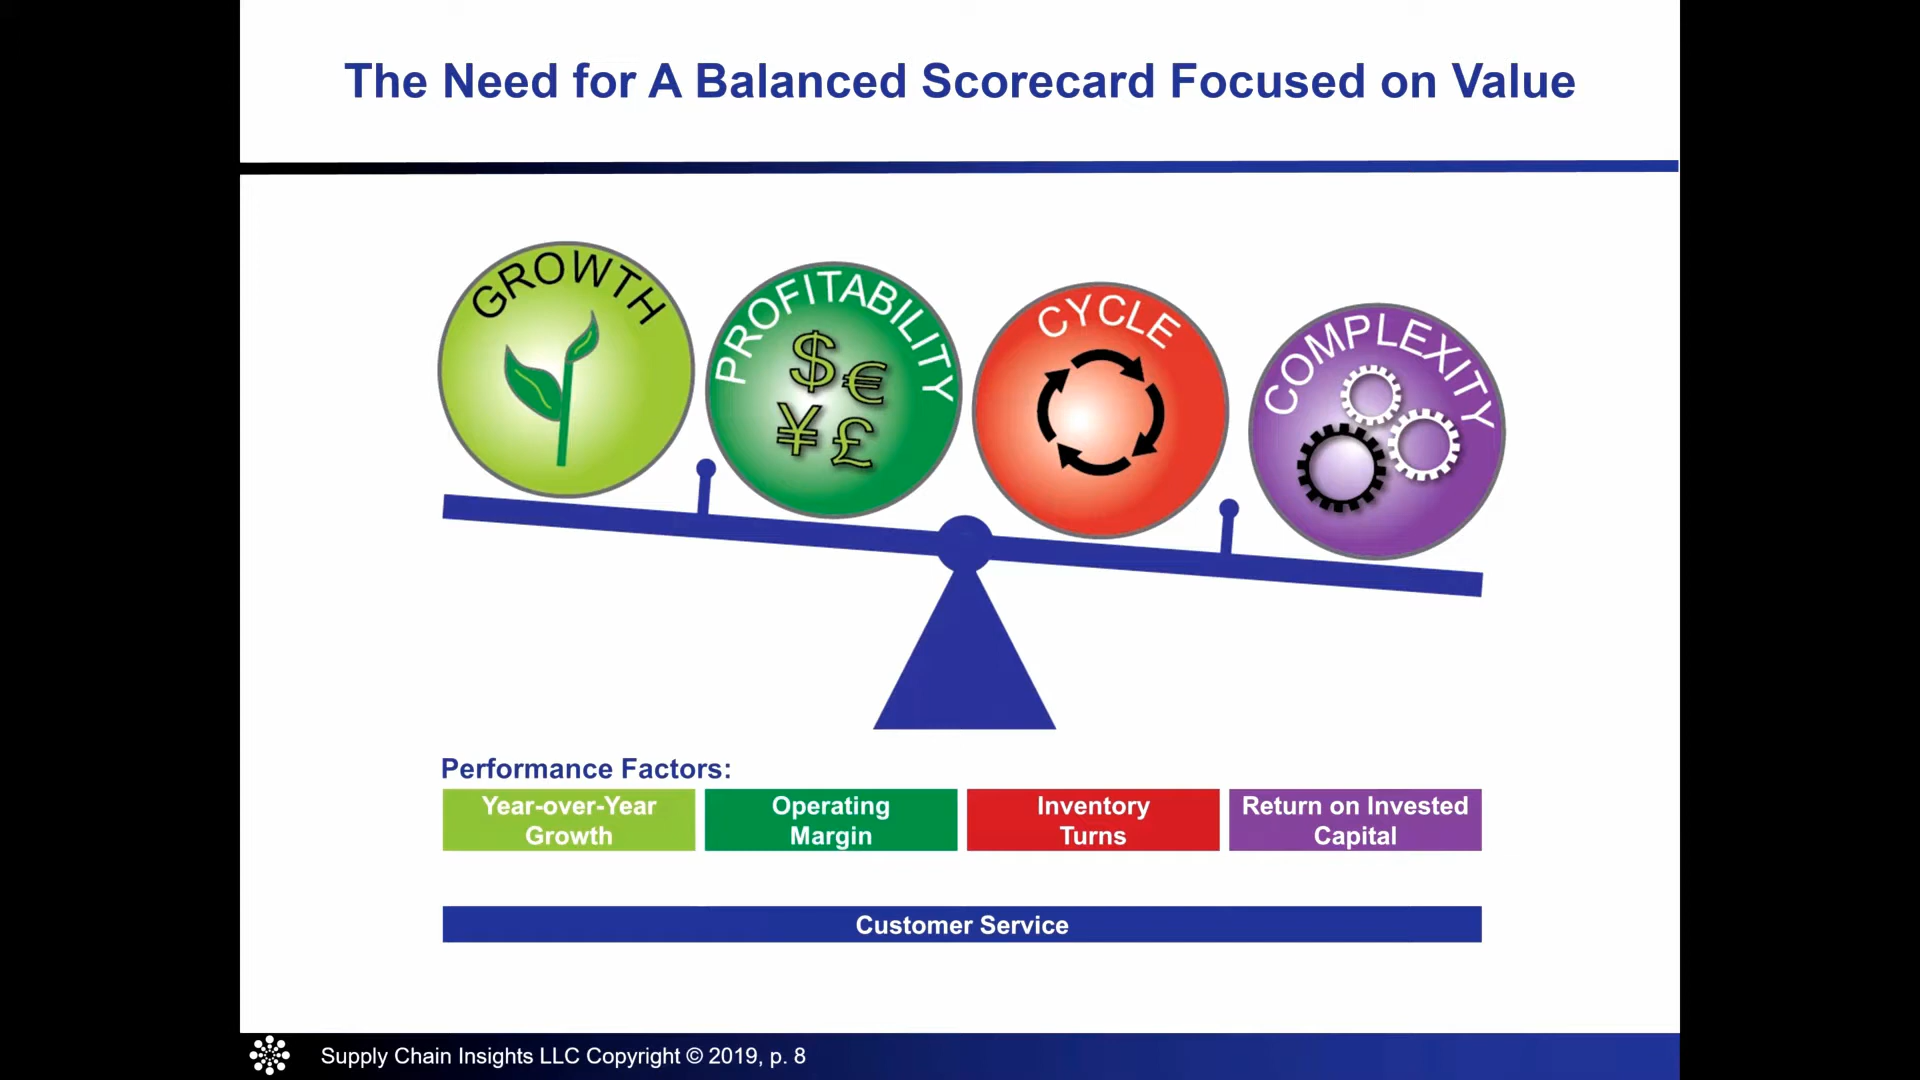 The Need for A Balanced Scorecard Focused on Value
GROWTH
PROFITABILITY
CYCLE
COMPLEXITY
$ €
¥ £
Performance Factors:
Year-over-Year
Growth
Operating
Margin
Inventory
Turns
Return on Invested
Capital
Customer Service
Supply Chain Insights LLC Copyright © 2019, p. 8